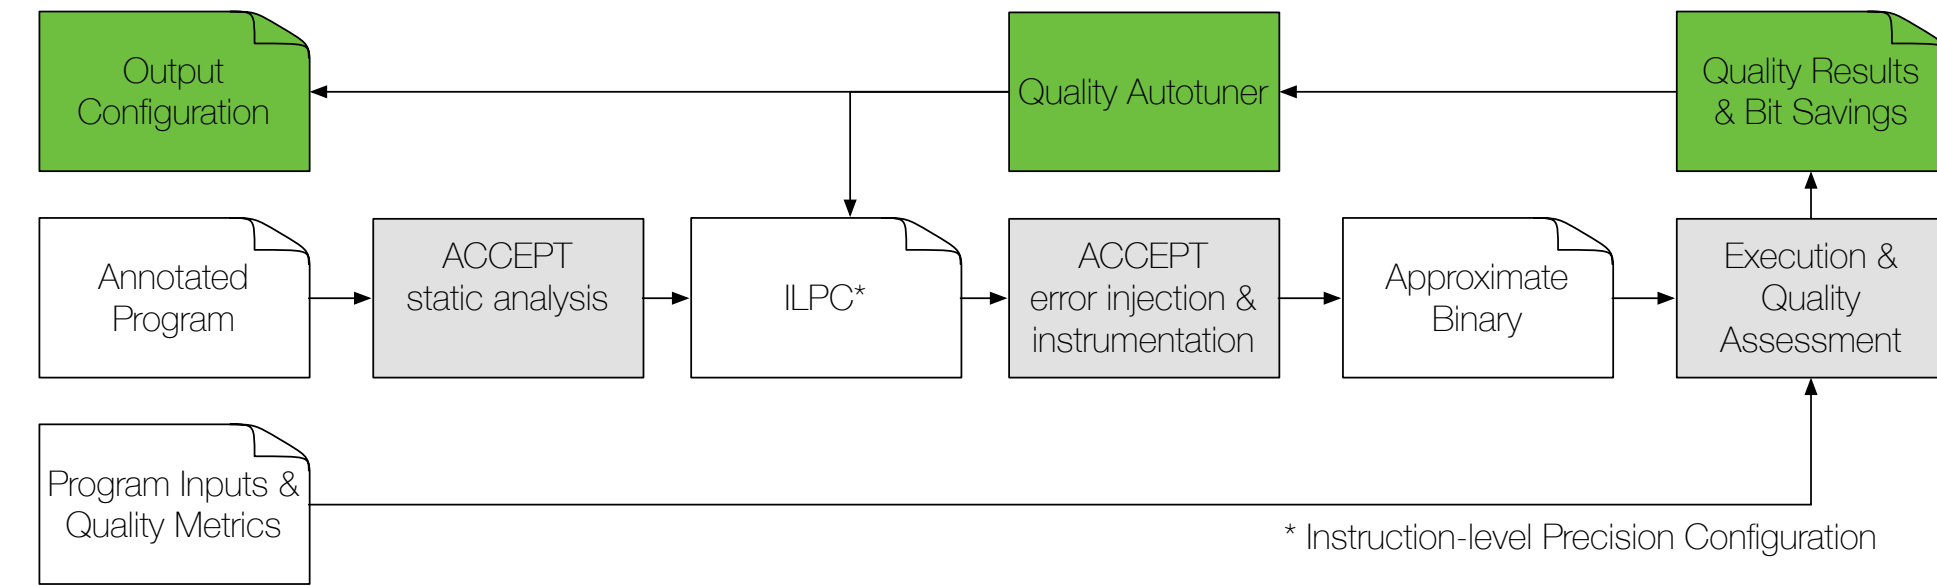 Output
Configuration
Quality Autotuner
Quality Results
& Bit Savings
Annotated
Program
ACCEPT
static analysis
ILPC*
ACCEPT
error injection &
instrumentation
Approximate
Binary
Execution &
Quality
Assessment
Program Inputs &
Quality Metrics
* Instruction-level Precision Configuration